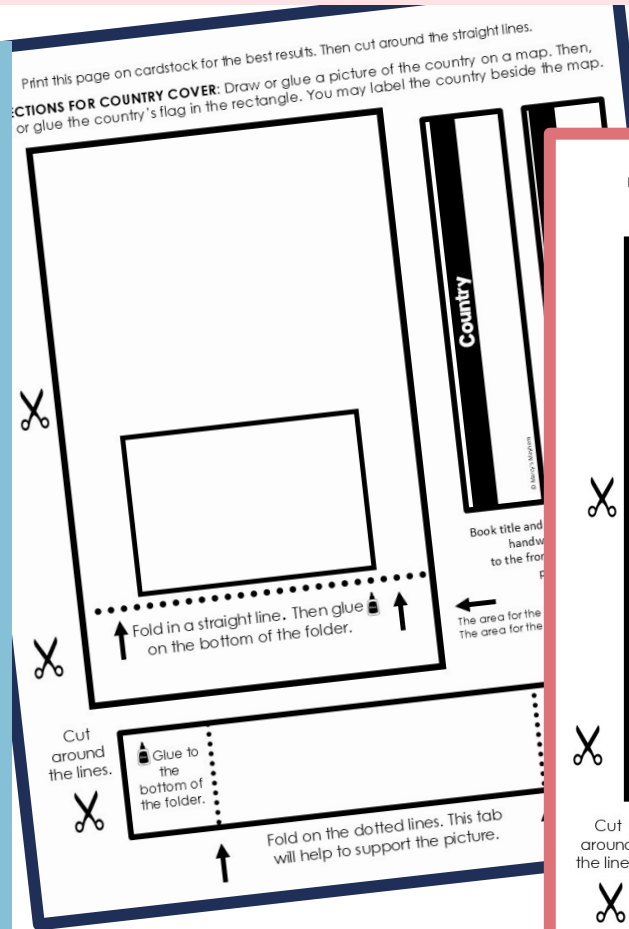 Print this page on cardstock for the best results. Then cut around the straight lines.
FOR COUNTRY COVER: Draw or glue a picture of the country on a map. Then,
or glue the country's flag in the rectangle. You may label the country beside the map.
Country
© Marcy's Mayhem
Book title and
to the
Fold in a straight line. Then glue
on the bottom of the folder.
The area for the
The area for the
Cut
around
the lines.
Glue to
the
bottom of
the folder.
Fold on the dotted lines. This tab
will help to support the picture.
Cut
the